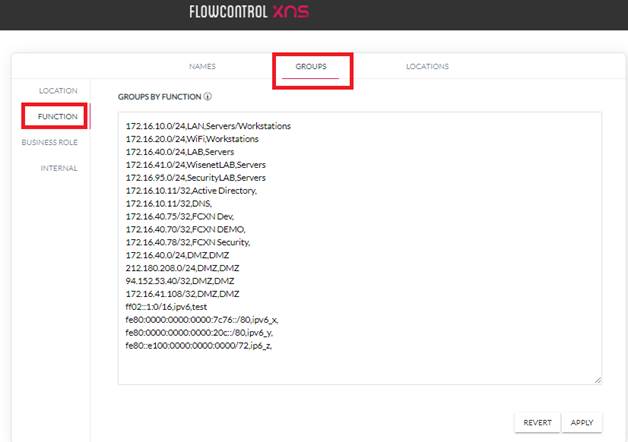 FLOWCONTROL XNS
NAMES
GROUPS
LOCATIONS
LOCATION
FUNCTION
BUSINESS ROLE
INTERNAL
GROUPS BY FUNCTION
172.16.10.0/24,LAN,Servers/Workstations
172.16.20.0/24,WiFi,Workstations
172.16.40.0/24,LAB,Servers
172.16.41.0/24,WisenetLAB,Servers
172.16.95.0/24,SecurityLAB,Servers
172.16.10.11/32,Active Directory,
172.16.10.11/32,DNS,
172.16.40.75/32,FCXN Dev,
172.16.40.70/32,FCXN DEMO,
172.16.40.78/32,FCXN Security,
172.16.40.0/24,DMZ,DMZ
212.180.208.0/24,DMZ,DMZ
94.152.53.40/32,DMZ,DMZ
172.16.41.108/32,DMZ,DMZ
ff02::1:0/16,ipv6,test
fe80:0000:0000:0000:7c76::/80,ipv6_x,
fe80:0000:0000:0000:20c::/80,ipv6_y,
fe80::e100:0000:0000:0000/72,ip6_z,
REVERT
APPLY